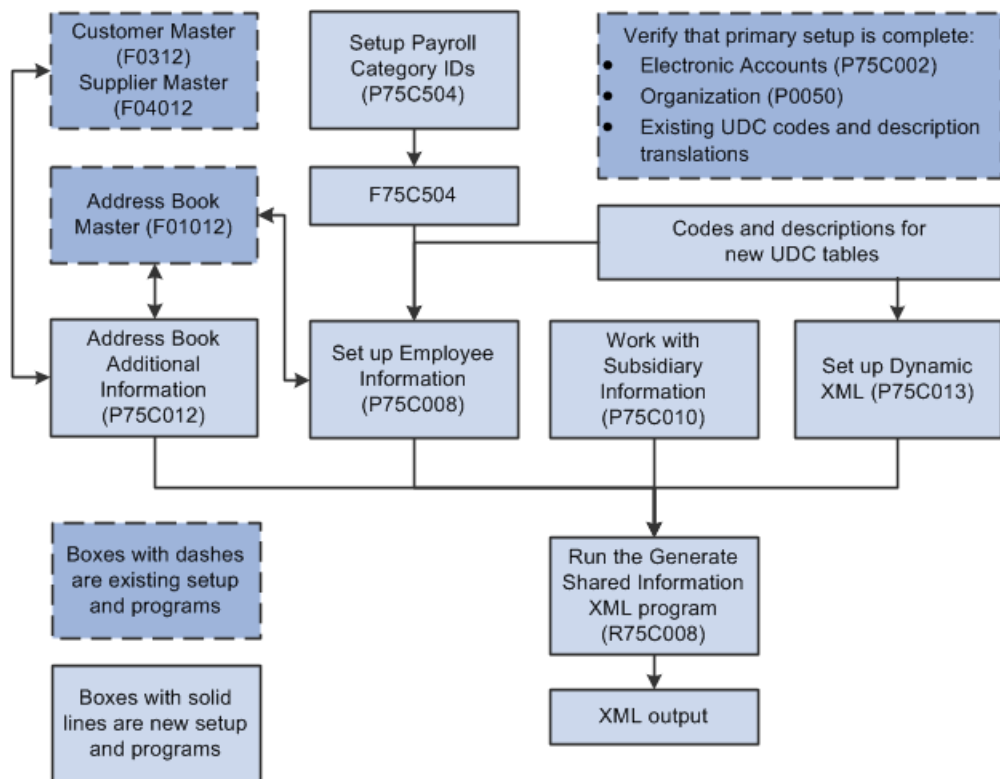 Customer Master
(F0312)
Supplier Master
(F04012
Setup Payroll
Category IDs
(P75C504)
Verify that primary setup is complete:
• Electronic Accounts (P75C002)
• Organization (P0050)
• Existing UDC codes and description
translations
Address Book
Master (F01012)
F75C504
Codes and descriptions for
new UDC tables
Address Book
Additional
Information
(P75C012)
Set up Employee
Information
(P75C008)
Work with
Subsidiary
Information
(P75C010)
Set up Dynamic
XML (P75C013)
Boxes with dashes
are existing setup
and programs
Run the Generate
Shared Information
XML program
(R75C008)
Boxes with solid
lines are new setup
and programs
XML output